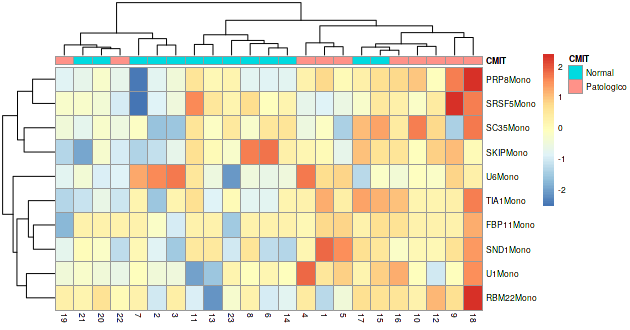 CMIT
PRP8Mono
SRSF5Mono
SC35Mono
SKIPMono
U6Mono
TIA1Mono
FBP11Mono
SND1Mono
U1Mono
RBM22Mono
19 21 20 22 7 2 3 11 13 23 8 6 14 4 1 5 17 15 16 10 12 9 18
2
1
0
-1
-2
CMIT
Normal
Patologico